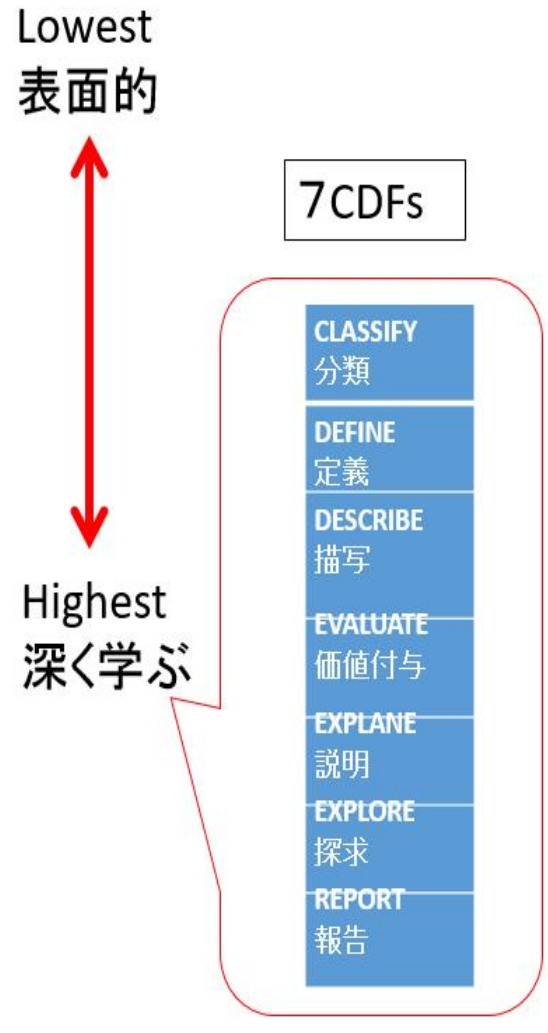 Lowest
表面的
７CDFs
CLASSIFY
分類
DEFINE
定義
DESCRIBE
描写
Highest
深く学ぶ
EVALUATE
価値付与
EXPLANE
説明
EXPLORE
探求
REPORT
報告